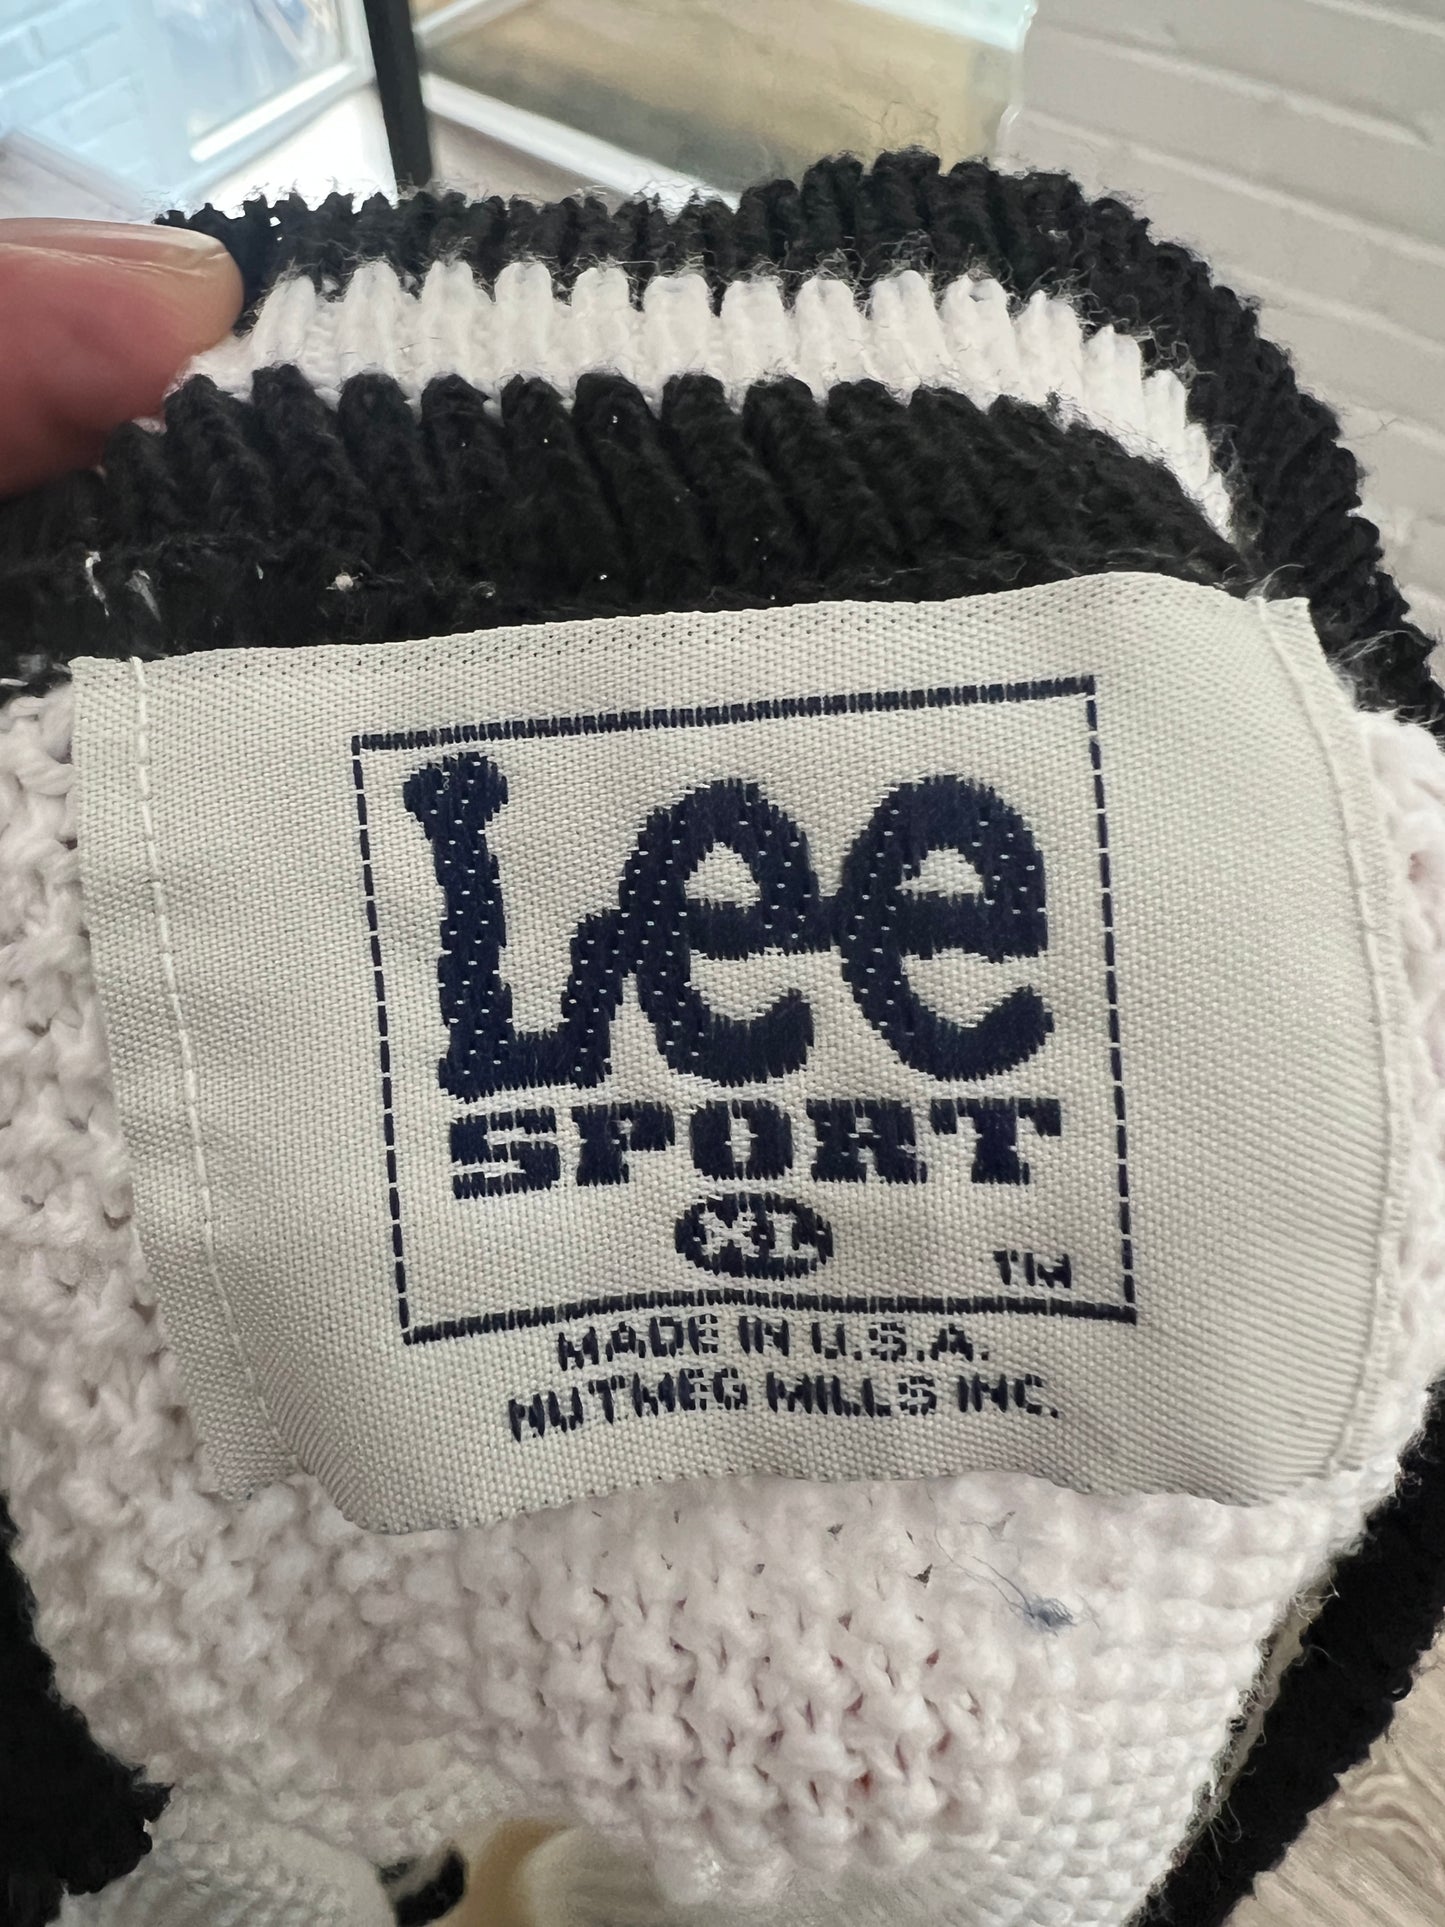 Lee
SPORT
XL
TM
MADE IN U.S.A.
NUTMEG MILLS INC.